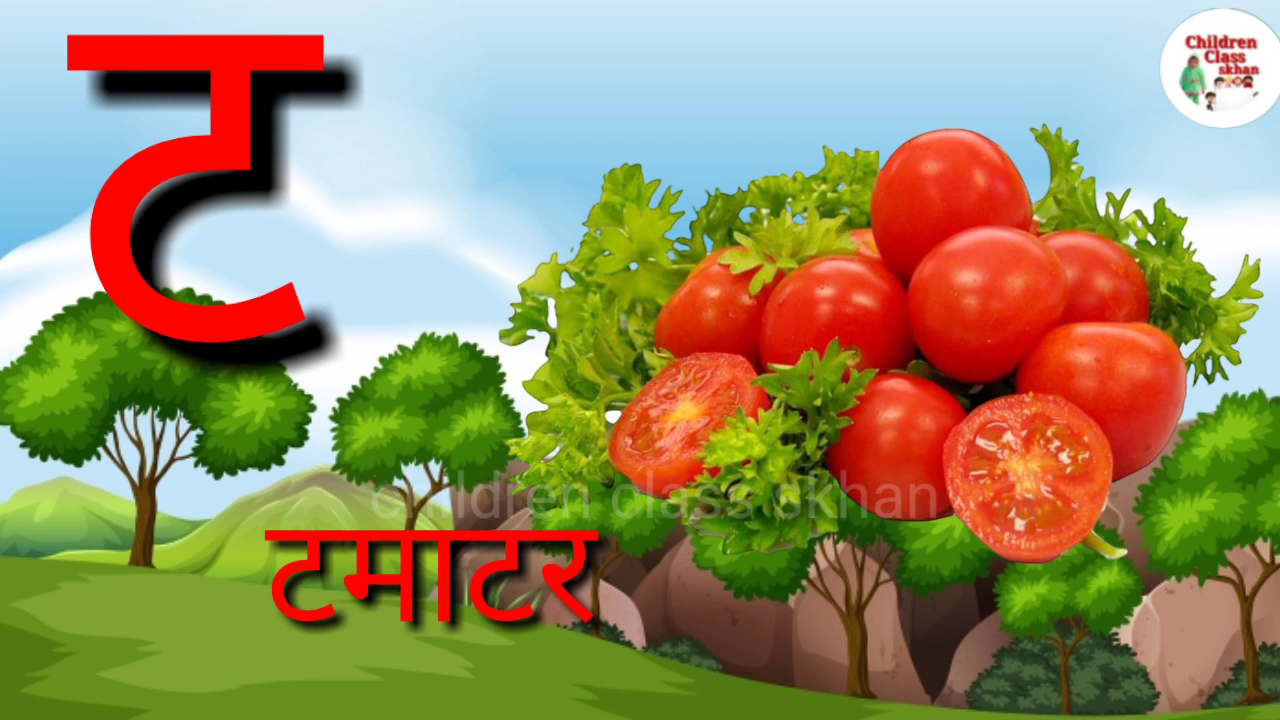 ट
Children
Class
skhan
children class skhan
टमाटर